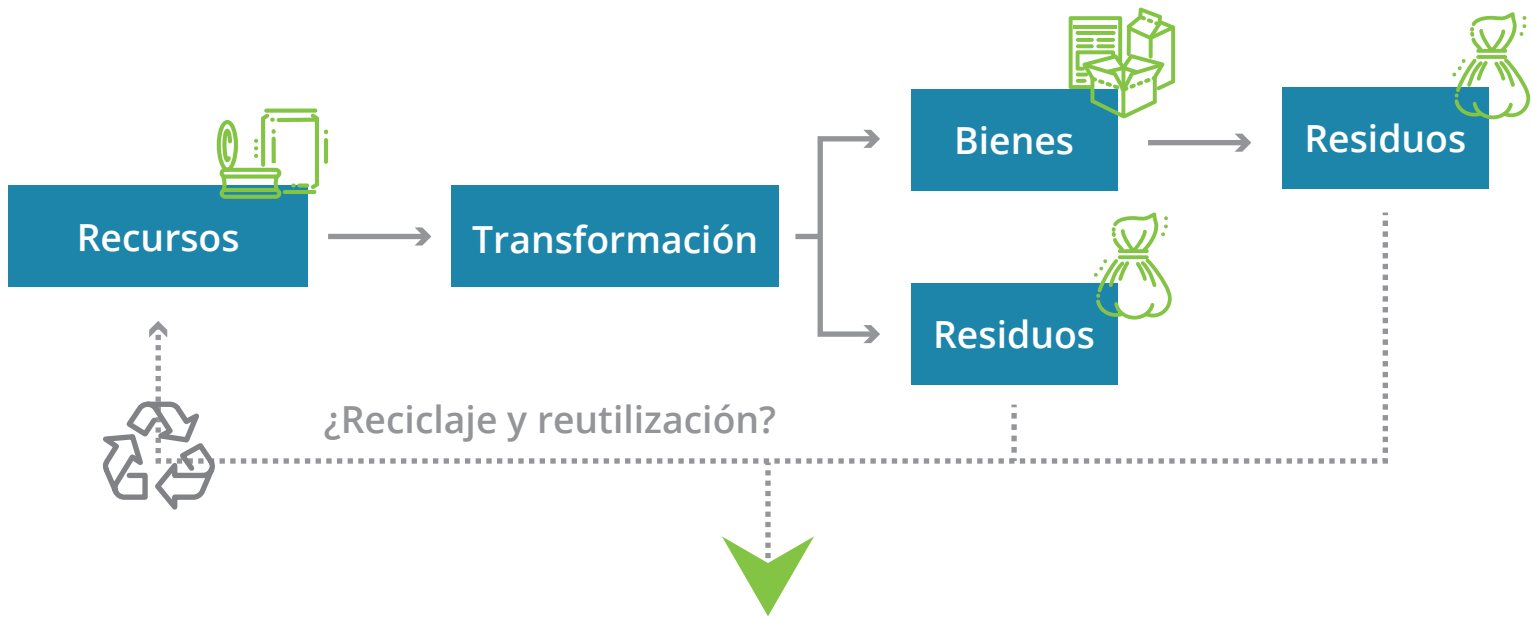 Recursos
Transformación
Bienes
Residuos
Residuos
¿Reciclaje y reutilización?